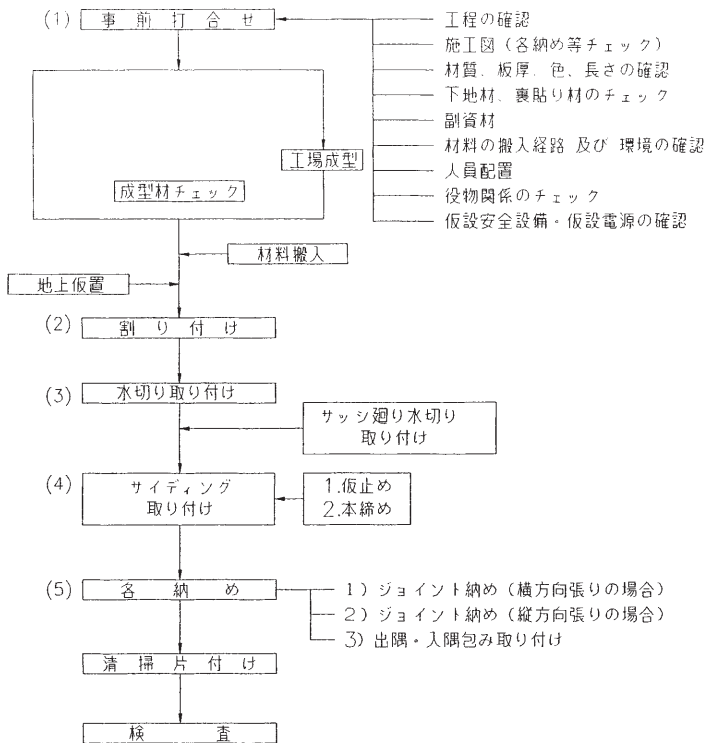 (1) 事前打合せ
工程の確認
施工図（各納め等チェック）
材質、板厚、色、長さの確認
下地材、裏貼り材のチェック
副資材
材料の搬入経路 及び 環境の確認
人員配置
役物関係のチェック
仮設安全設備・仮設電源の確認
工場成型
成型材チェック
材料搬入
地上仮置
(2) 割り付け
(3) 水切り取り付け
サッシ廻り水切り
取り付け
(4) サイディング
取り付け
1.仮止め
2.本締め
(5) 各納め
1) ジョイント納め（横方向張りの場合）
2) ジョイント納め（縦方向張りの場合）
3) 出隅・入隅包み取り付け
清掃片付け
検査